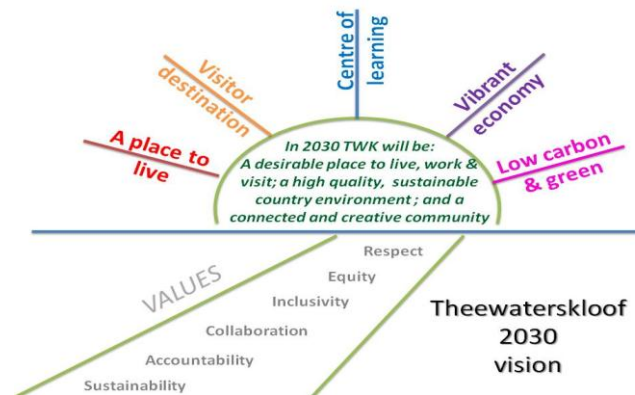 A place to
live
Visitor
destination
Centre of
learning
Vibrant
economy
Low carbon
& green
In 2030 TWK will be:
A desirable place to live, work &
visit; a high quality, sustainable
country environment ; and a
connected and creative community
VALUES
Respect
Equity
Inclusivity
Collaboration
Accountability
Sustainability
Theewaterskloof
2030
vision